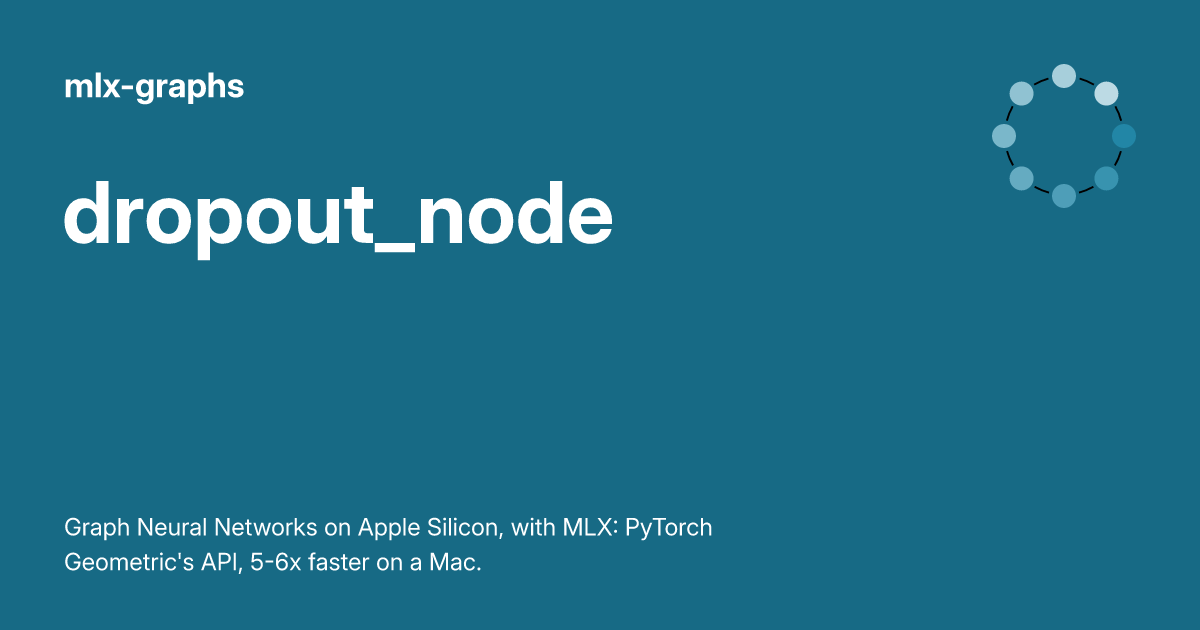 mlx-graphs
dropout_node
Graph Neural Networks on Apple Silicon, with MLX: PyTorch
Geometric's API, 5-6x faster on a Mac.